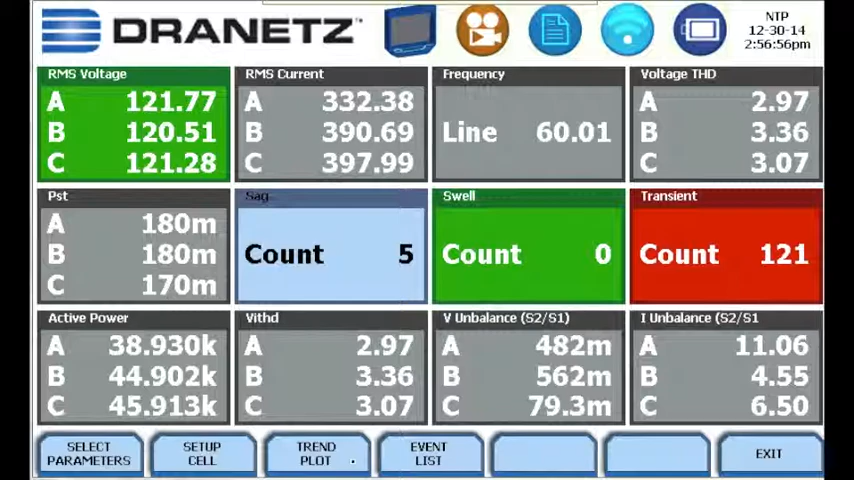 DRANETZ
NTP
12-30-14
2:56:56pm
RMS Voltage
A 121.77
B 120.51
C 121.28
RMS Current
A 332.38
B 390.69
C 397.99
Frequency
Line 60.01
Voltage THD
A 2.97
B 3.36
C 3.07
Pst
A 180m
B 180m
C 170m
Sag
Count 5
Swell
Count 0
Transient
Count 121
Active Power
A 38.930k
B 44.902k
C 45.913k
Vithd
A 2.97
B 3.36
C 3.07
V Unbalance (S2/S1)
A 482m
B 562m
C 79.3m
I Unbalance (S2/S1
A 11.06
B 4.55
C 6.50
SELECT
PARAMETERS
SETUP
CELL
TREND
PLOT
EVENT
LIST
EXIT